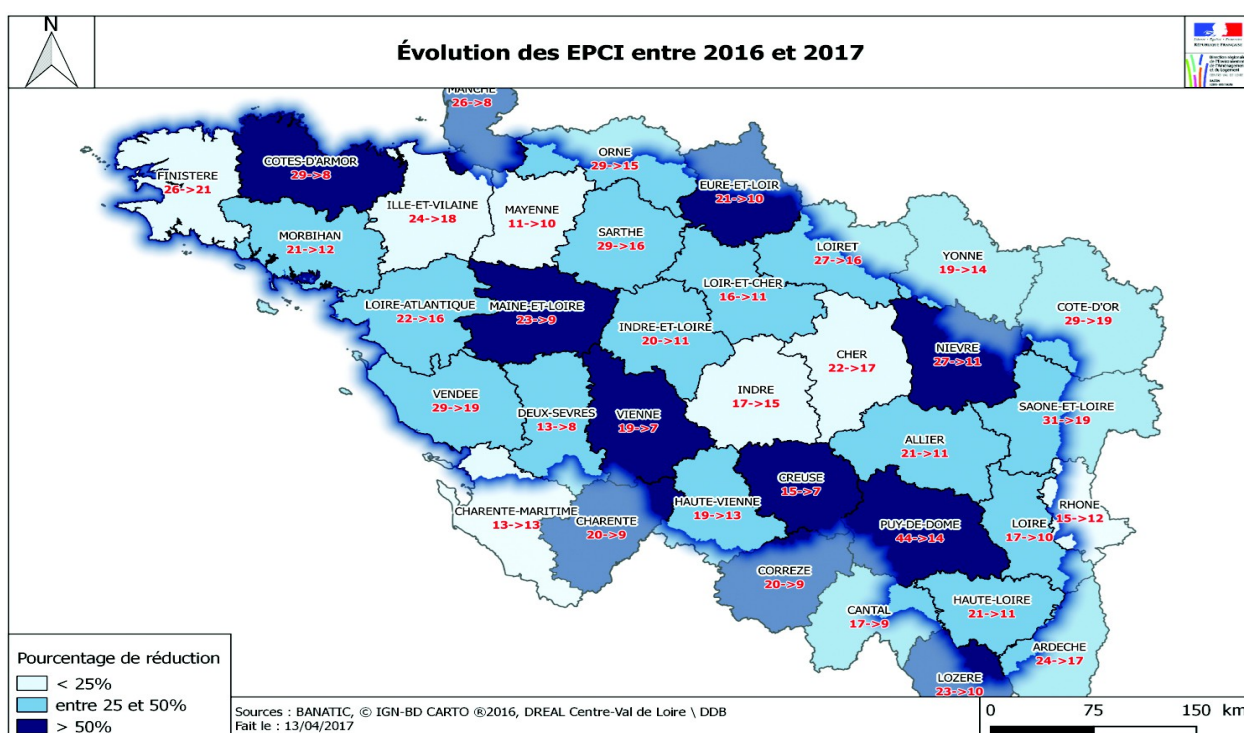 N
Évolution des EPCI entre 2016 et 2017
RÉPUBLIQUE FRANÇAISE
MANCHE
26->8
ORNE
29->15
COTES-D'ARMOR
29->8
FINISTERE
26->21
EURE-ET-LOIR
21->10
ILLE-ET-VILAINE
24->18
MAYENNE
11->10
SARTHE
29->16
MORBIHAN
21->12
LOIRET
27->16
YONNE
19->14
LOIR-ET-CHER
16->11
LOIRE-ATLANTIQUE
22->16
MAINE-ET-LOIRE
23->9
COTE-D'OR
29->19
INDRE-ET-LOIRE
20->11
NIEVRE
27->11
CHER
22->17
INDRE
17->15
VENDEE
29->19
DEUX-SEVRES
13->8
VIENNE
19->7
SAONE-ET-LOIRE
31->19
ALLIER
21->11
CREUSE
15->7
HAUTE-VIENNE
19->13
CHARENTE-MARITIME
13->13
CHARENTE
20->9
RHONE
15->12
PUY-DE-DOME
44->14
LOIRE
17->10
CORREZE
20->9
HAUTE-LOIRE
21->11
CANTAL
17->9
ARDECHE
24->17
LOZERE
23->10
Pourcentage de réduction
< 25%
entre 25 et 50%
> 50%
Sources : BANATIC, © IGN-BD CARTO ®2016, DREAL Centre-Val de Loire \ DDB
Fait le : 13/04/2017
0 75 150 km